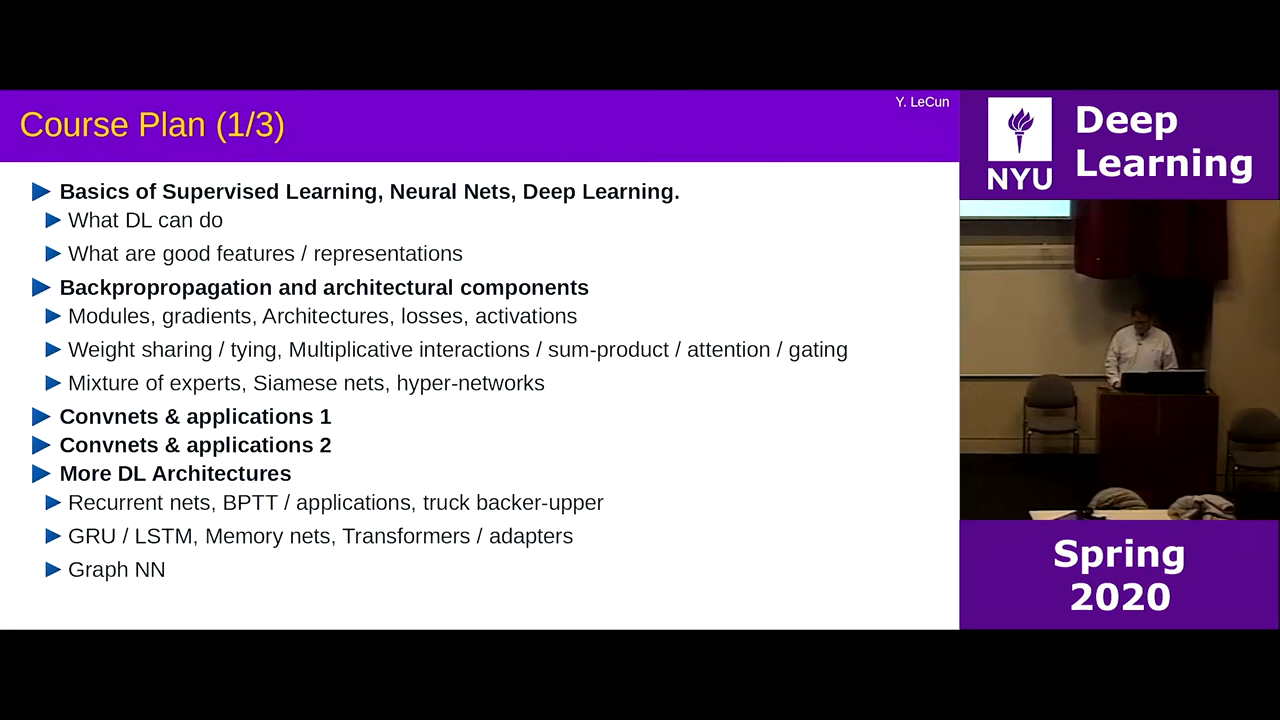 Y. LeCun
Course Plan (1/3)
Basics of Supervised Learning, Neural Nets, Deep Learning.
What DL can do
What are good features / representations
Backpropropagation and architectural components
Modules, gradients, Architectures, losses, activations
Weight sharing / tying, Multiplicative interactions / sum-product / attention / gating
Mixture of experts, Siamese nets, hyper-networks
Convnets & applications 1
Convnets & applications 2
More DL Architectures
Recurrent nets, BPTT / applications, truck backer-upper
GRU / LSTM, Memory nets, Transformers / adapters
Graph NN
NYU
Deep
Learning
Spring
2020